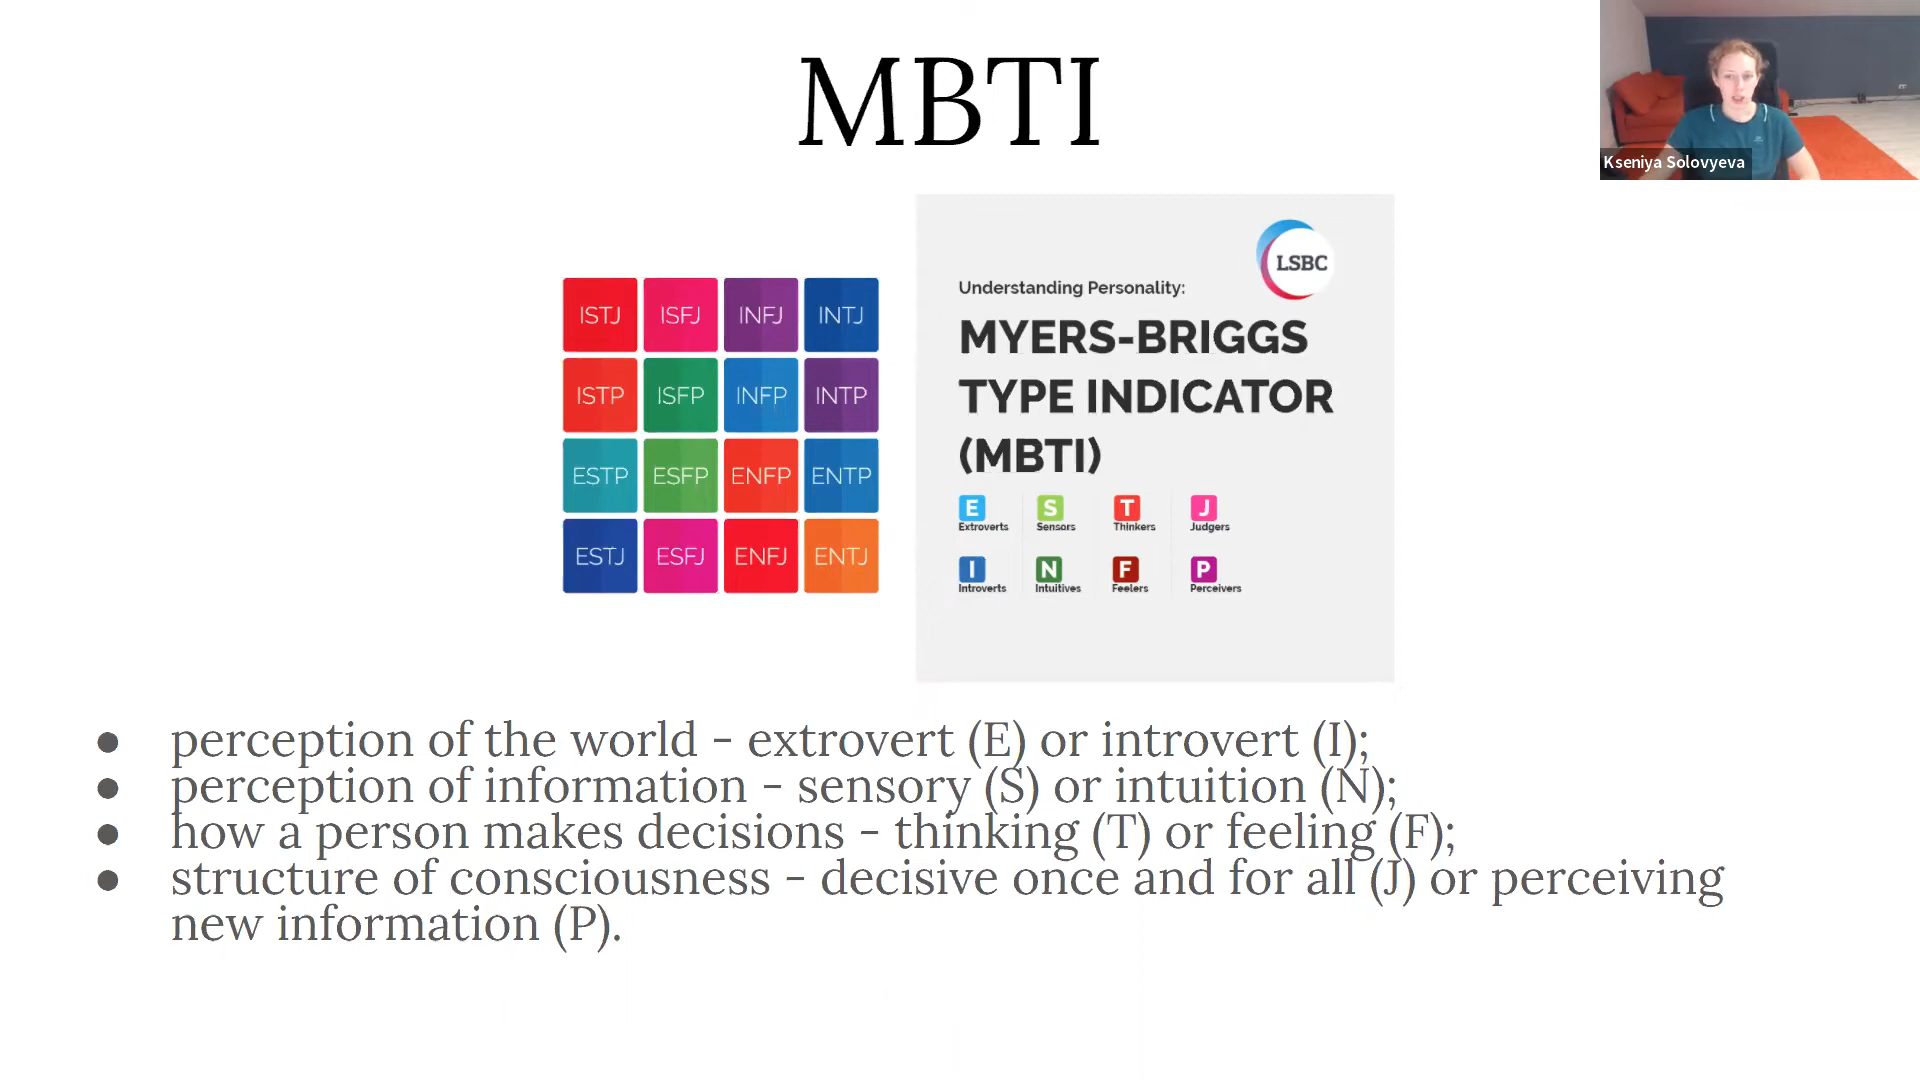 MBTI
Kseniya Solovyeva
ISTJ ISFJ INFJ INTJ
ISTP ISFP INFP INTP
ESTP ESFP ENFP ENTP
ESTJ ESFJ ENFJ ENTJ
LSBC
Understanding Personality:
MYERS-BRIGGS
TYPE INDICATOR
(MBTI)
E S T J
Extroverts Sensors Thinkers Judgers
I N F P
Introverts Intuitives Feelers Perceivers
● perception of the world - extrovert (E) or introvert (I);
● perception of information - sensory (S) or intuition (N);
● how a person makes decisions - thinking (T) or feeling (F);
● structure of consciousness - decisive once and for all (J) or perceiving
new information (P).